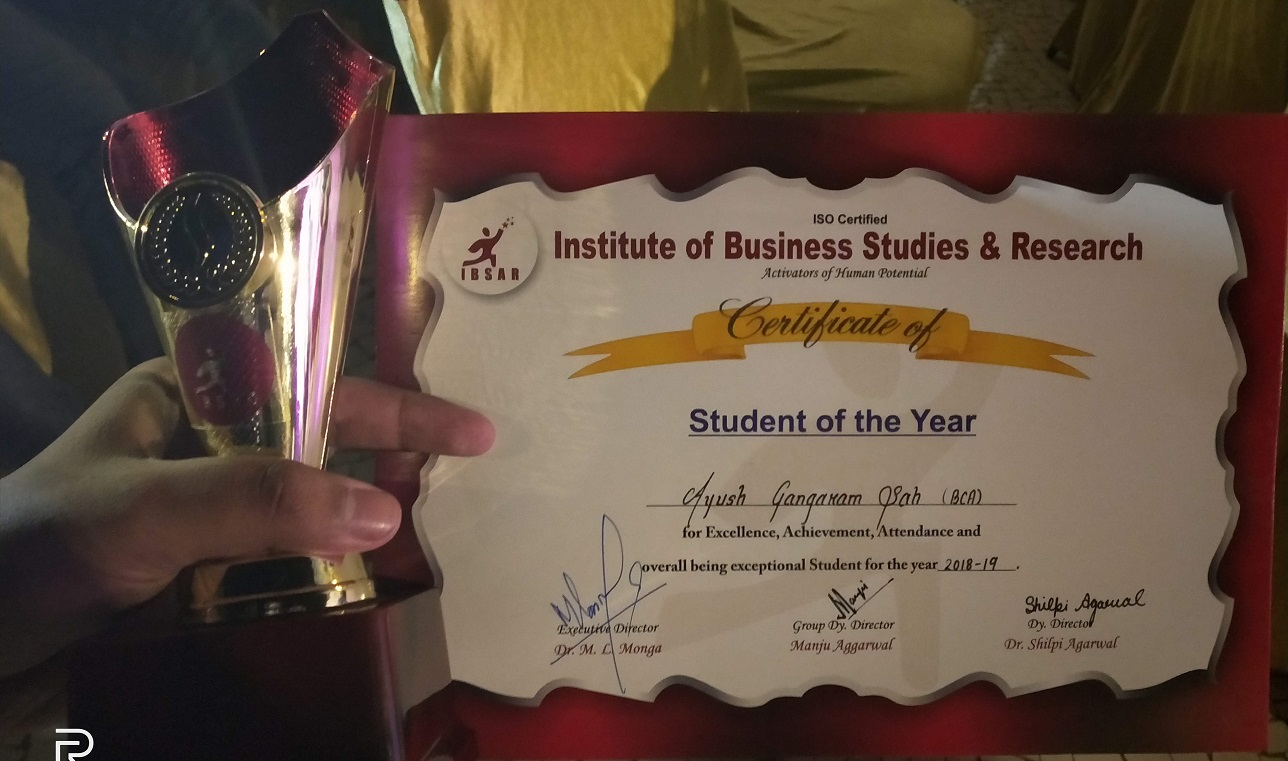 ISO Certified
Institute of Business Studies & Research
Activators of Human Potential
IBSAR
Certificate of
Student of the Year
Ayush Gangaram Sah (BCA)
for Excellence, Achievement, Attendance and
overall being exceptional Student for the year 2018-19.
Shilpi Agarwal
Executive Director
Group Dy. Director
Dy. Director
Dr. M. L. Monga
Manju Aggarwal
Dr. Shilpi Agarwal